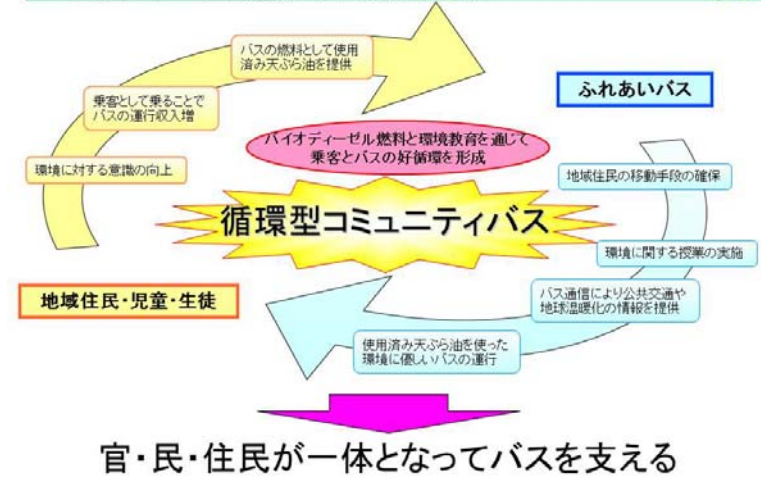 バスの燃料として使用
済み天ぷら油を提供
乗客として乗ることで
バスの運行収入増
環境に対する意識の向上
ふれあいバス
バイオディーゼル燃料と環境教育を通じて
乗客とバスの好循環を形成
地域住民の移動手段の確保
循環型コミュニティバス
環境に関する授業の実施
地域住民・児童・生徒
バス通信により公共交通や
地球温暖化の情報を提供
使用済み天ぷら油を使った
環境に優しいバスの運行
官・民・住民が一体となってバスを支える